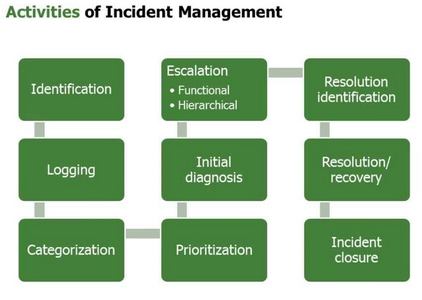 Activities of Incident Management
Identification
Logging
Categorization
Prioritization
Initial
diagnosis
Escalation
• Functional
• Hierarchical
Resolution
identification
Resolution/
recovery
Incident
closure